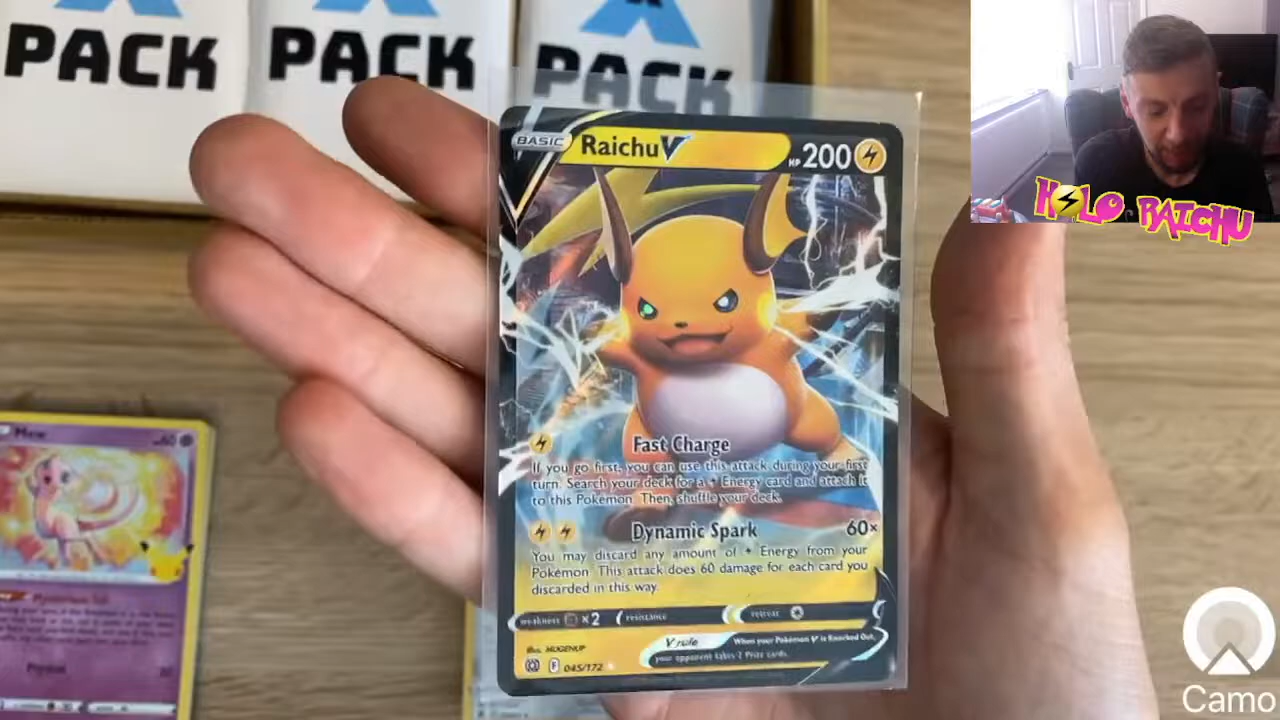 PACK PACK PACK
BASIC Raichu V HP 200
HOLO RAICHU
Mew 60
Fast Charge
If you go first, you can use this attack during your first
turn. Search your deck for a Energy card and attach it
to this Pokémon. Then, shuffle your deck.
Dynamic Spark 60×
You may discard any amount of Energy from your
Pokémon. This attack does 60 damage for each card you
discarded in this way.
weakness ×2 resistance retreat
V rule When your Pokémon V is Knocked Out,
your opponent takes 2 Prize cards.
Illus. MUGENUP
F 045/172
Camo